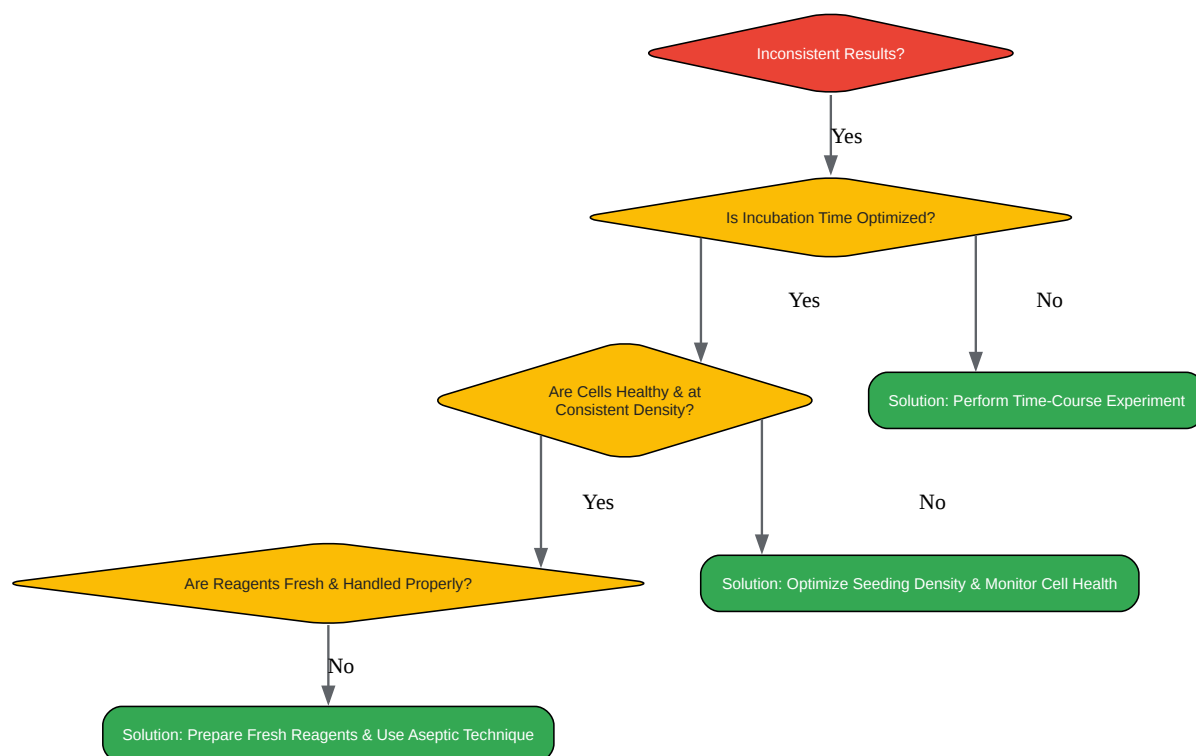 Inconsistent Results?
Yes
Is Incubation Time Optimized?
Yes
No
Are Cells Healthy & at
Consistent Density?
Solution: Perform Time-Course Experiment
Yes
No
Are Reagents Fresh & Handled Properly?
Solution: Optimize Seeding Density & Monitor Cell Health
No
Solution: Prepare Fresh Reagents & Use Aseptic Technique